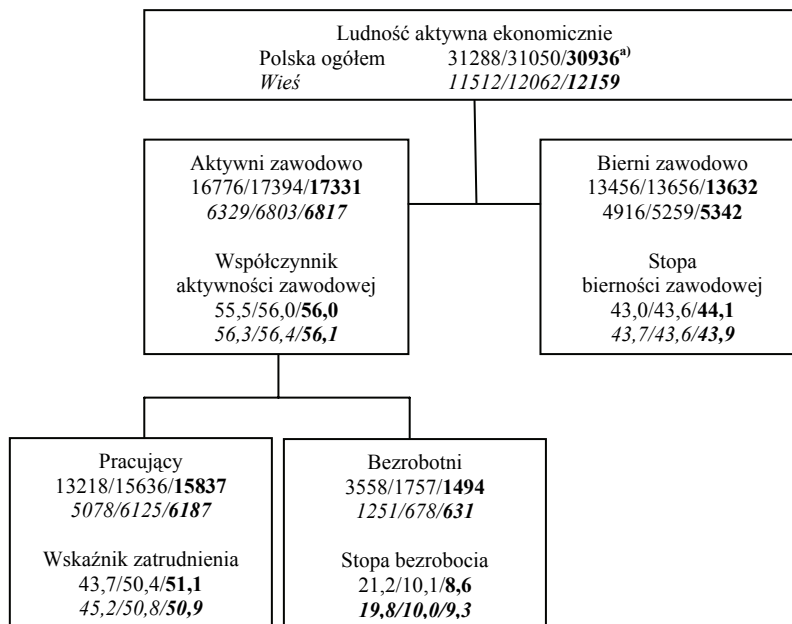 Ludność aktywna ekonomicznie
Polska ogółem 31288/31050/30936a)
Wieś 11512/12062/12159
Aktywni zawodowo
16776/17394/17331
6329/6803/6817
Współczynnik
aktywności zawodowej
55,5/56,0/56,0
56,3/56,4/56,1
Bierni zawodowo
13456/13656/13632
4916/5259/5342
Stopa
bierności zawodowej
43,0/43,6/44,1
43,7/43,6/43,9
Pracujący
13218/15636/15837
5078/6125/6187
Wskaźnik zatrudnienia
43,7/50,4/51,1
45,2/50,8/50,9
Bezrobotni
3558/1757/1494
1251/678/631
Stopa bezrobocia
21,2/10,1/8,6
19,8/10,0/9,3